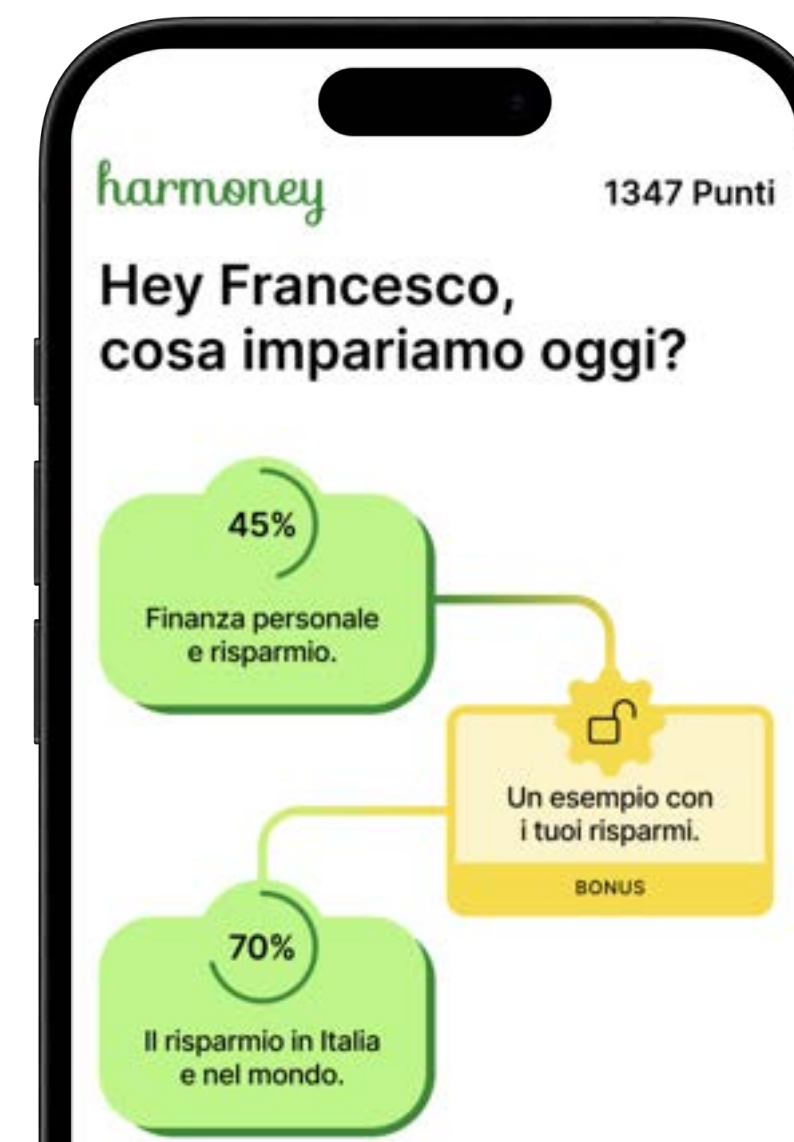 harmoney
1347 Punti
Hey Francesco,
cosa impariamo oggi?
45%
Finanza personale
e risparmio.
Un esempio con
i tuoi risparmi.
BONUS
70%
Il risparmio in Italia
e nel mondo.